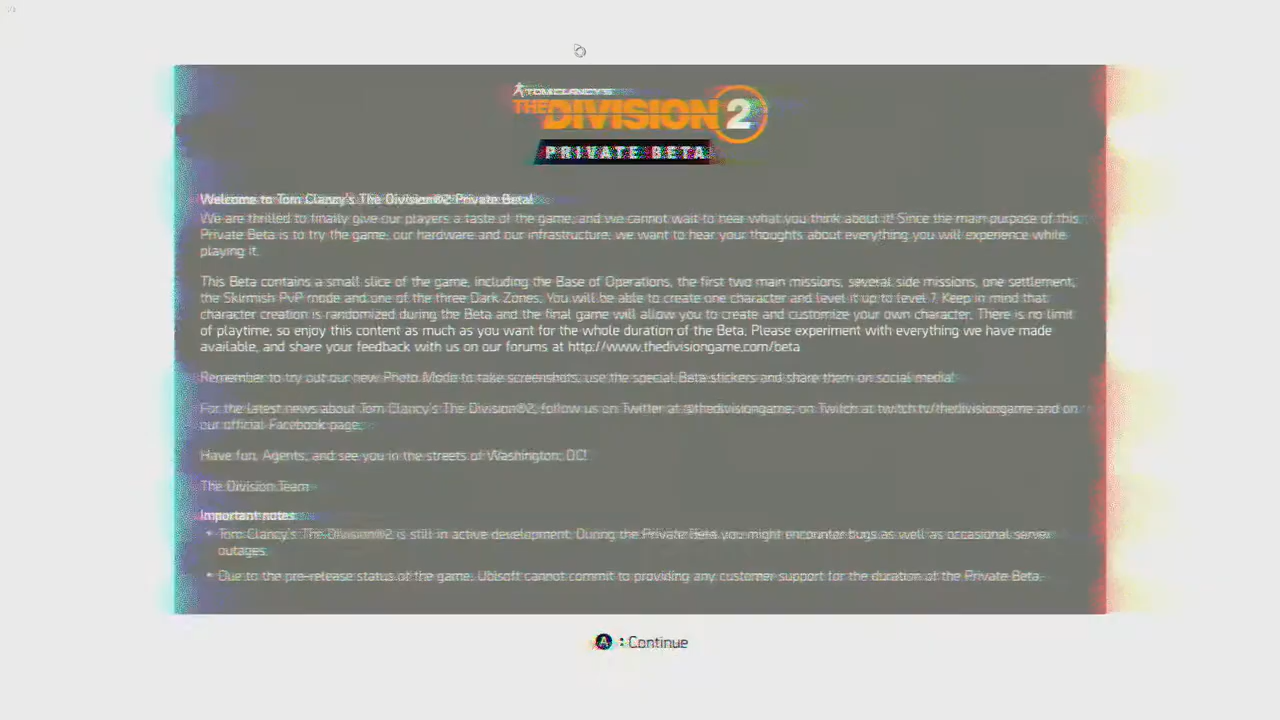 TOM CLANCY'S
THE DIVISION 2
PRIVATE BETA
Welcome to Tom Clancy's The Division®2 Private Beta!
We are thrilled to finally give our players a taste of the game, and we cannot wait to hear what you think about it! Since the main purpose of this
Private Beta is to try the game, our hardware and our infrastructure, we want to hear your thoughts about everything you will experience while
playing it.
This Beta contains a small slice of the game, including the Base of Operations, the first two main missions, several side missions, one settlement,
the Skirmish PvP mode and one of the three Dark Zones. You will be able to create one character and level it up to level 7. Keep in mind that
character creation is randomized during the Beta and the final game will allow you to create and customize your own character. There is no limit
of playtime, so enjoy this content as much as you want for the whole duration of the Beta. Please experiment with everything we have made
available, and share your feedback with us on our forums at http://www.thedivisiongame.com/beta
Remember to try out our new Photo Mode to take screenshots, use the special Beta stickers and share them on social media!
For the latest news about Tom Clancy's The Division®2, follow us on Twitter at @thedivisiongame, on Twitch at twitch.tv/thedivisiongame and on
our official Facebook page.
Have fun, Agents, and see you in the streets of Washington, DC!
The Division Team
Important notes:
• Tom Clancy's The Division®2 is still in active development. During the Private Beta you might encounter bugs as well as occasional server
outages.
• Due to the pre-release status of the game, Ubisoft cannot commit to providing any customer support for the duration of the Private Beta.
A : Continue